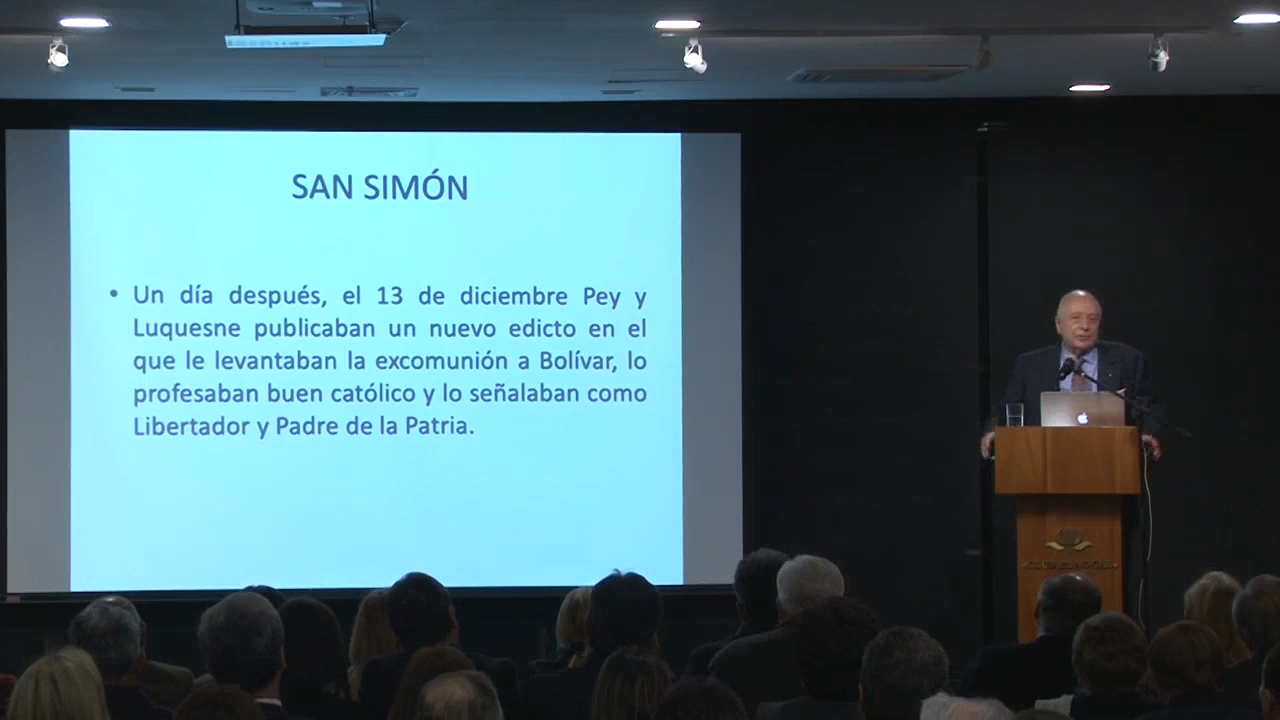 SAN SIMÓN
• Un día después, el 13 de diciembre Pey y
Luquesne publicaban un nuevo edicto en el
que le levantaban la excomunión a Bolívar, lo
profesaban buen católico y lo señalaban como
Libertador y Padre de la Patria.